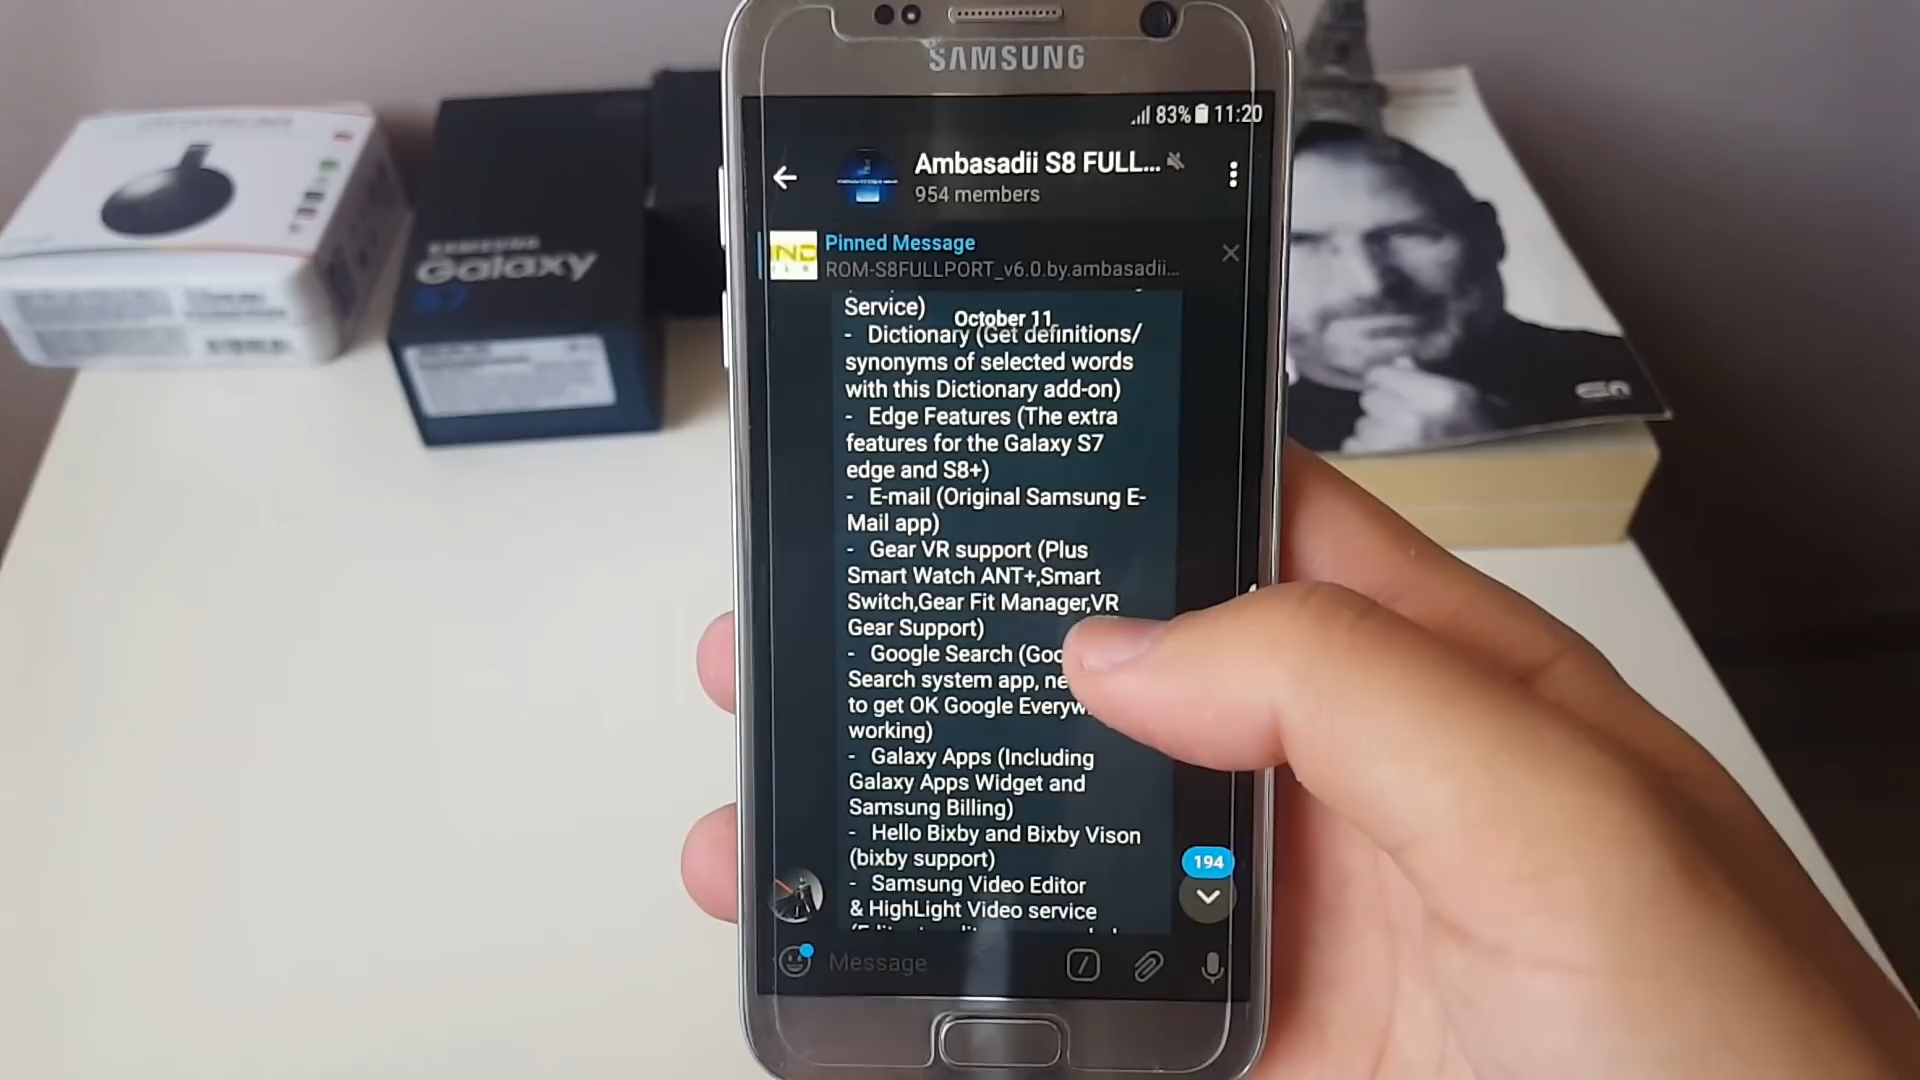 SAMSUNG
83% 11:20
Ambasadii S8 FULL...
954 members
Pinned Message
ROM-S8FULLPORT_v6.0.by.ambasadii...
Service)
October 11
- Dictionary (Get definitions/
synonyms of selected words
with this Dictionary add-on)
- Edge Features (The extra
features for the Galaxy S7
edge and S8+)
- E-mail (Original Samsung E-
Mail app)
- Gear VR support (Plus
Smart Watch ANT+,Smart
Switch,Gear Fit Manager,VR
Gear Support)
- Google Search (Goo
Search system app, ne
to get OK Google Everyw
working)
- Galaxy Apps (Including
Galaxy Apps Widget and
Samsung Billing)
- Hello Bixby and Bixby Vison
(bixby support)
- Samsung Video Editor
& HighLight Video service
194
Message
SAMSUNG
Galaxy
S7